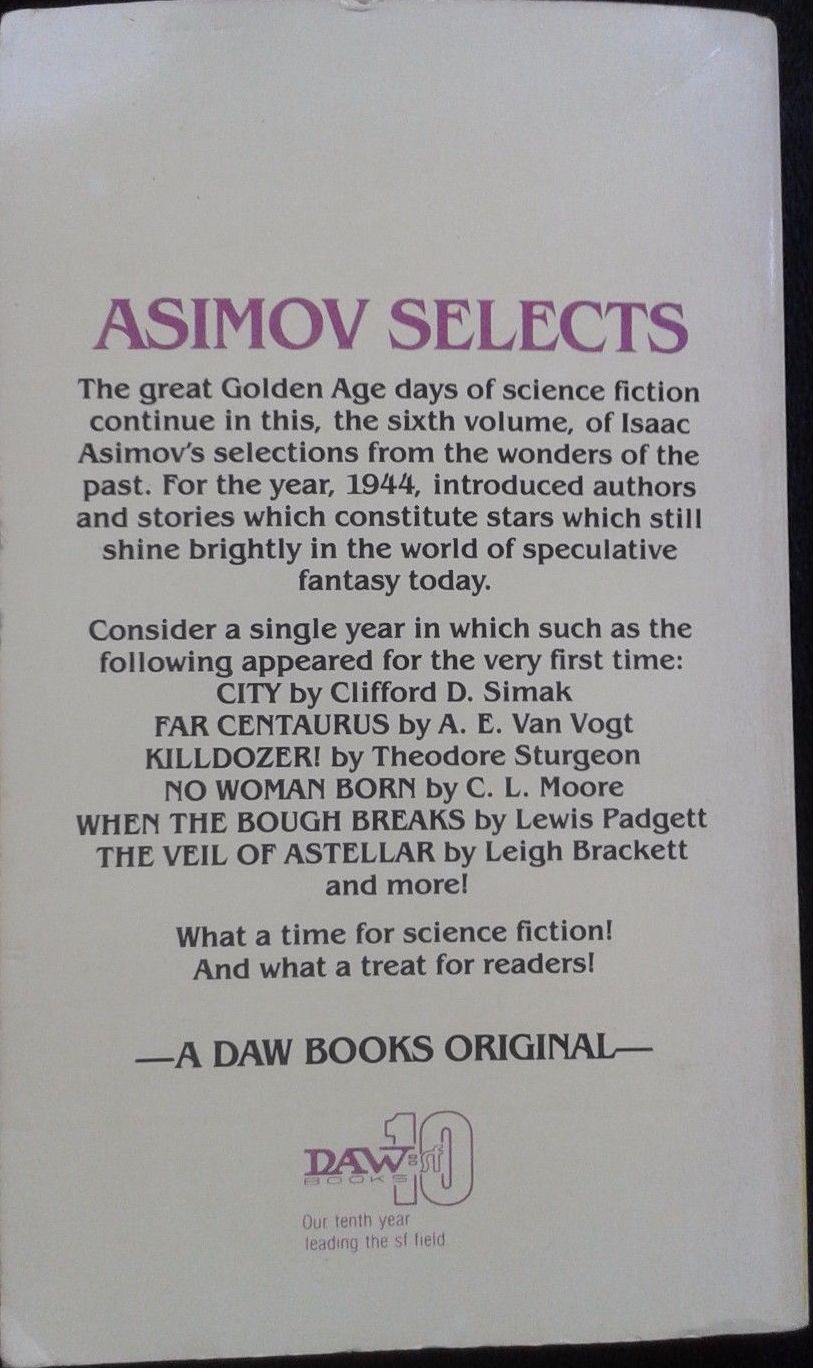 ASIMOV SELECTS
The great Golden Age days of science fiction
continue in this, the sixth volume, of Isaac
Asimov's selections from the wonders of the
past. For the year, 1944, introduced authors
and stories which constitute stars which still
shine brightly in the world of speculative
fantasy today.
Consider a single year in which such as the
following appeared for the very first time:
CITY by Clifford D. Simak
FAR CENTAURUS by A. E. Van Vogt
KILLDOZER! by Theodore Sturgeon
NO WOMAN BORN by C. L. Moore
WHEN THE BOUGH BREAKS by Lewis Padgett
THE VEIL OF ASTELLAR by Leigh Brackett
and more!
What a time for science fiction!
And what a treat for readers!
—A DAW BOOKS ORIGINAL—
DAW:sf 10
BOOKS
Our tenth year
leading the sf field